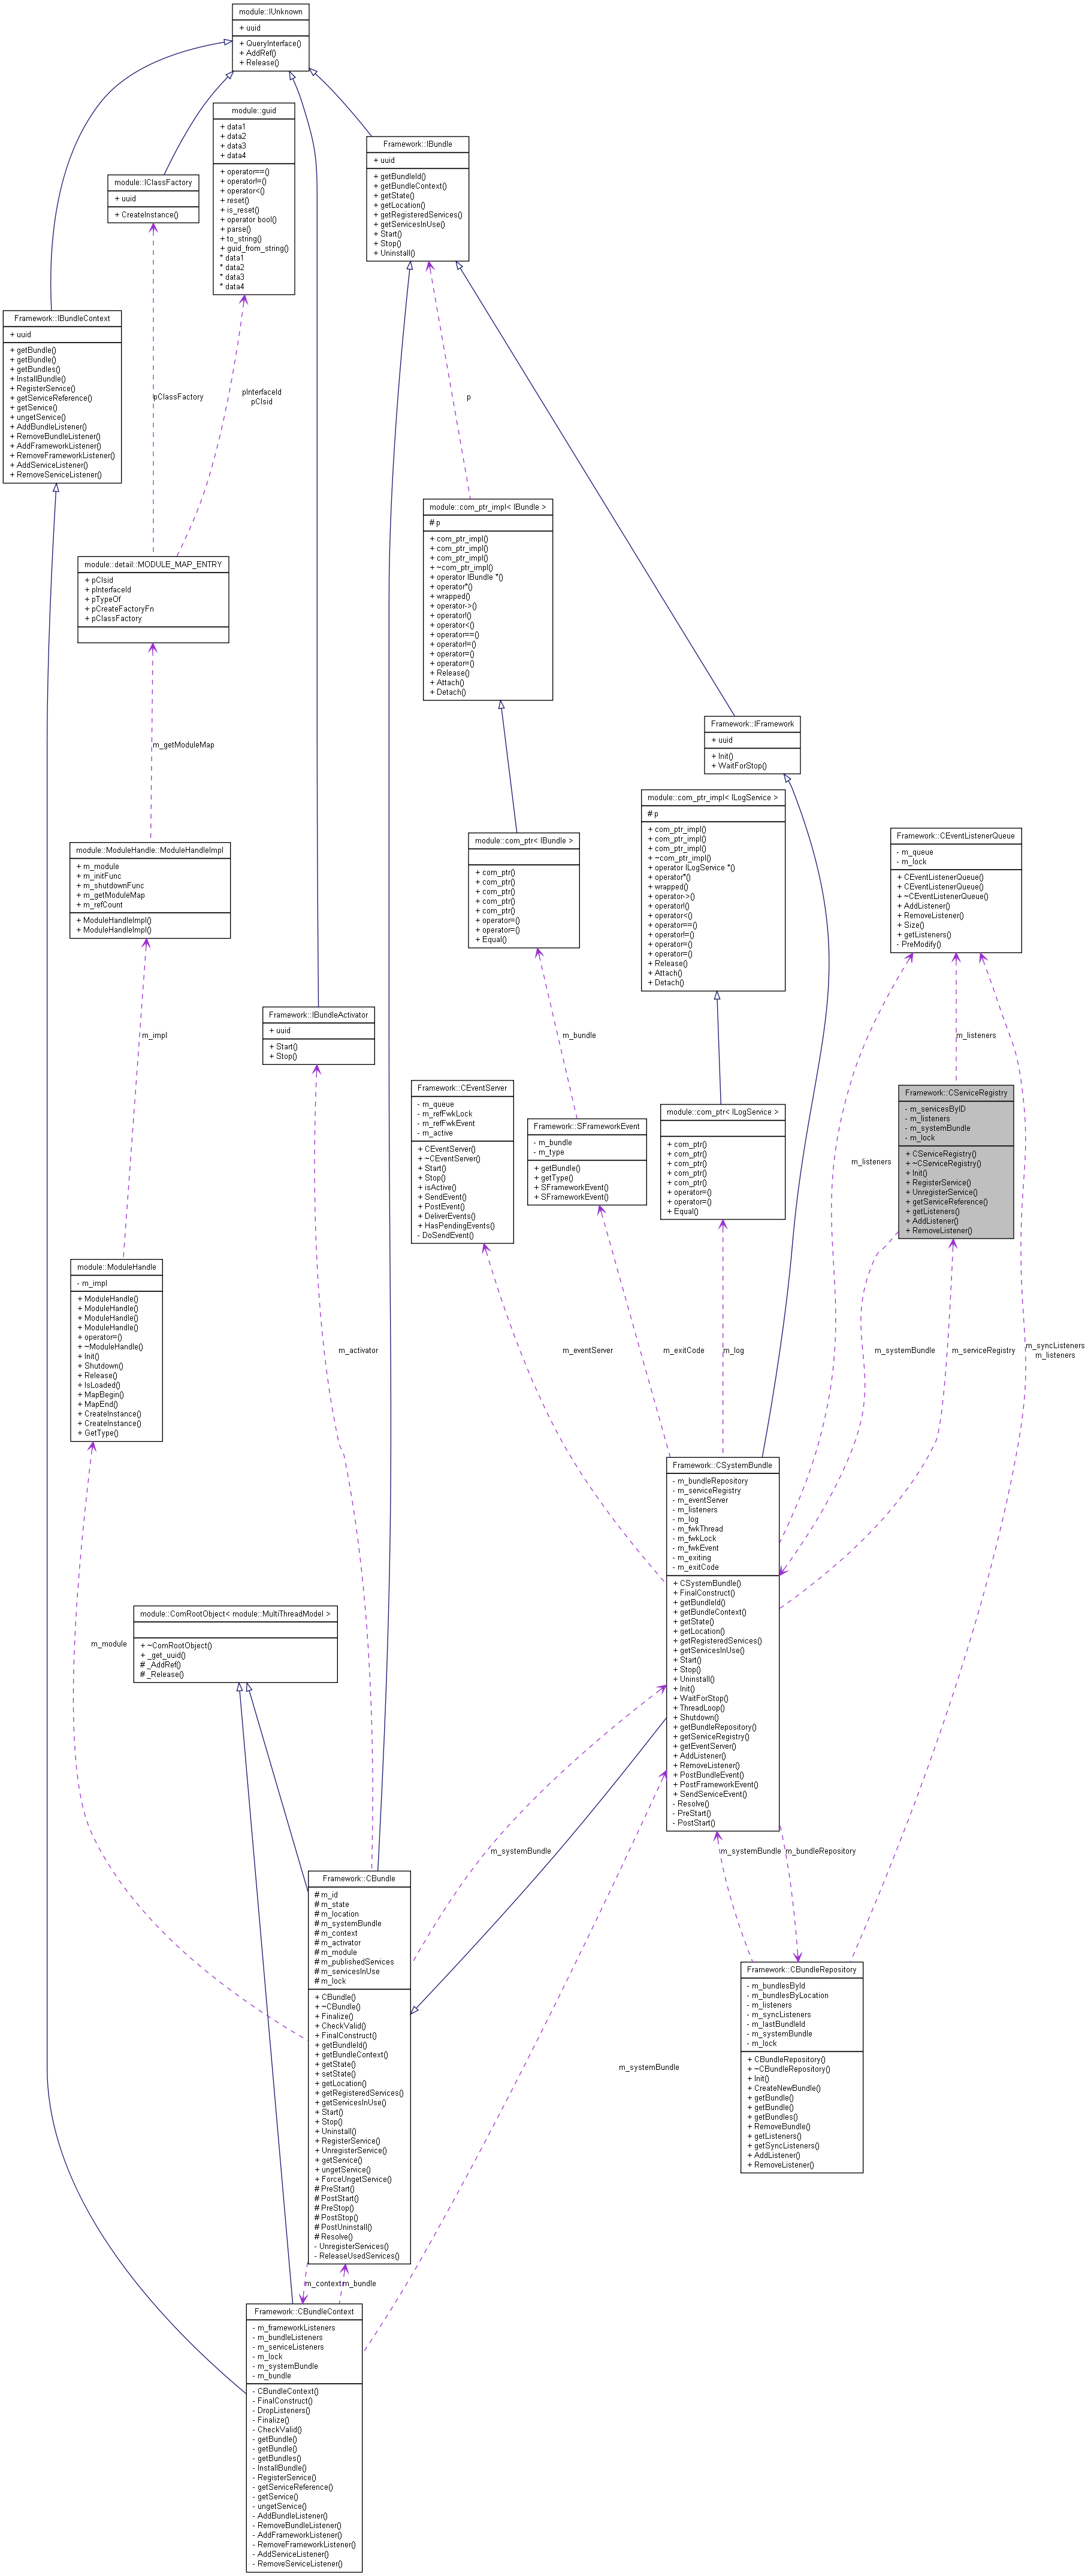 module::IUnknown
+ uuid
+ QueryInterface()
+ AddRef()
+ Release()
module::guid
+ data1
+ data2
+ data3
+ data4
+ operator==()
+ operator!=()
+ operator<()
+ reset()
+ is_reset()
+ operator bool()
+ parse()
+ to_string()
+ guid_from_string()
* data1
* data2
* data3
* data4
Framework::IBundle
+ uuid
+ getBundleId()
+ getBundleContext()
+ getState()
+ getLocation()
+ getRegisteredServices()
+ getServicesInUse()
+ Start()
+ Stop()
+ Uninstall()
module::IClassFactory
+ uuid
+ CreateInstance()
Framework::IBundleContext
+ uuid
+ getBundle()
+ getBundle()
+ getBundles()
+ InstallBundle()
+ RegisterService()
+ getServiceReference()
+ getService()
+ ungetService()
+ AddBundleListener()
+ RemoveBundleListener()
+ AddFrameworkListener()
+ RemoveFrameworkListener()
+ AddServiceListener()
+ RemoveServiceListener()
pClassFactory
pInterfaceId
pClsid
p
module::com_ptr_impl< IBundle >
# p
+ com_ptr_impl()
+ com_ptr_impl()
+ com_ptr_impl()
+ ~com_ptr_impl()
+ operator IBundle *()
+ operator*()
+ wrapped()
+ operator->()
+ operator!()
+ operator<()
+ operator==()
+ operator!=()
+ operator=()
+ operator=()
+ Release()
+ Attach()
+ Detach()
module::detail::MODULE_MAP_ENTRY
+ pClsid
+ pInterfaceId
+ pTypeOf
+ pCreateFactoryFn
+ pClassFactory
m_getModuleMap
Framework::IFramework
+ uuid
+ Init()
+ WaitForStop()
module::com_ptr_impl< ILogService >
# p
+ com_ptr_impl()
+ com_ptr_impl()
+ com_ptr_impl()
+ ~com_ptr_impl()
+ operator ILogService *()
+ operator*()
+ wrapped()
+ operator->()
+ operator!()
+ operator<()
+ operator==()
+ operator!=()
+ operator=()
+ operator=()
+ Release()
+ Attach()
+ Detach()
module::com_ptr< IBundle >
+ com_ptr()
+ com_ptr()
+ com_ptr()
+ com_ptr()
+ com_ptr()
+ operator=()
+ operator=()
+ Equal()
Framework::CEventListenerQueue
- m_queue
- m_lock
+ CEventListenerQueue()
+ CEventListenerQueue()
+ ~CEventListenerQueue()
+ AddListener()
+ RemoveListener()
+ Size()
+ getListeners()
- PreModify()
module::ModuleHandle::ModuleHandleImpl
+ m_module
+ m_initFunc
+ m_shutdownFunc
+ m_getModuleMap
+ m_refCount
+ ModuleHandleImpl()
+ ModuleHandleImpl()
m_impl
Framework::IBundleActivator
+ uuid
+ Start()
+ Stop()
m_bundle
m_listeners
Framework::CEventServer
- m_queue
- m_refFwkLock
- m_refFwkEvent
- m_active
+ CEventServer()
+ ~CEventServer()
+ Start()
+ Stop()
+ isActive()
+ SendEvent()
+ PostEvent()
+ DeliverEvents()
+ HasPendingEvents()
- DoSendEvent()
Framework::SFrameworkEvent
- m_bundle
- m_type
+ getBundle()
+ getType()
+ SFrameworkEvent()
+ SFrameworkEvent()
module::com_ptr< ILogService >
+ com_ptr()
+ com_ptr()
+ com_ptr()
+ com_ptr()
+ com_ptr()
+ operator=()
+ operator=()
+ Equal()
Framework::CServiceRegistry
- m_servicesByID
- m_listeners
- m_systemBundle
- m_lock
+ CServiceRegistry()
+ ~CServiceRegistry()
+ Init()
+ RegisterService()
+ UnregisterService()
+ getServiceReference()
+ getListeners()
+ AddListener()
+ RemoveListener()
m_listeners
module::ModuleHandle
- m_impl
+ ModuleHandle()
+ ModuleHandle()
+ ModuleHandle()
+ ModuleHandle()
+ operator=()
+ ~ModuleHandle()
+ Init()
+ Shutdown()
+ Release()
+ IsLoaded()
+ MapBegin()
+ MapEnd()
+ CreateInstance()
+ CreateInstance()
+ GetType()
m_activator
m_eventServer
m_exitCode
m_log
m_systemBundle
m_serviceRegistry
m_syncListeners
m_listeners
Framework::CSystemBundle
- m_bundleRepository
- m_serviceRegistry
- m_eventServer
- m_listeners
- m_log
- m_fwkThread
- m_fwkLock
- m_fwkEvent
- m_exiting
- m_exitCode
+ CSystemBundle()
+ FinalConstruct()
+ getBundleId()
+ getBundleContext()
+ getState()
+ getLocation()
+ getRegisteredServices()
+ getServicesInUse()
+ Start()
+ Stop()
+ Uninstall()
+ Init()
+ WaitForStop()
+ ThreadLoop()
+ Shutdown()
+ getBundleRepository()
+ getServiceRegistry()
+ getEventServer()
+ AddListener()
+ RemoveListener()
+ PostBundleEvent()
+ PostFrameworkEvent()
+ SendServiceEvent()
- Resolve()
- PreStart()
- PostStart()
module::ComRootObject< module::MultiThreadModel >
+ ~ComRootObject()
+ _get_uuid()
# _AddRef()
# _Release()
m_module
m_systemBundle
m_systemBundle
m_bundleRepository
Framework::CBundle
# m_id
# m_state
# m_location
# m_systemBundle
# m_context
# m_activator
# m_module
# m_publishedServices
# m_servicesInUse
# m_lock
+ CBundle()
+ ~CBundle()
+ Finalize()
+ CheckValid()
+ FinalConstruct()
+ getBundleId()
+ getBundleContext()
+ getState()
+ setState()
+ getLocation()
+ getRegisteredServices()
+ getServicesInUse()
+ Start()
+ Stop()
+ Uninstall()
+ RegisterService()
+ UnregisterService()
+ getService()
+ ungetService()
+ ForceUngetService()
# PreStart()
# PostStart()
# PreStop()
# PostStop()
# PostUninstall()
# Resolve()
- UnregisterServices()
- ReleaseUsedServices()
Framework::CBundleRepository
- m_bundlesById
- m_bundlesByLocation
- m_listeners
- m_syncListeners
- m_lastBundleId
- m_systemBundle
- m_lock
+ CBundleRepository()
+ ~CBundleRepository()
+ Init()
+ CreateNewBundle()
+ getBundle()
+ getBundle()
+ getBundles()
+ RemoveBundle()
+ getListeners()
+ getSyncListeners()
+ AddListener()
+ RemoveListener()
m_systemBundle
m_context
m_bundle
Framework::CBundleContext
- m_frameworkListeners
- m_bundleListeners
- m_serviceListeners
- m_lock
- m_systemBundle
- m_bundle
- CBundleContext()
- FinalConstruct()
- DropListeners()
- Finalize()
- CheckValid()
- getBundle()
- getBundle()
- getBundles()
- InstallBundle()
- RegisterService()
- getServiceReference()
- getService()
- ungetService()
- AddBundleListener()
- RemoveBundleListener()
- AddFrameworkListener()
- RemoveFrameworkListener()
- AddServiceListener()
- RemoveServiceListener()